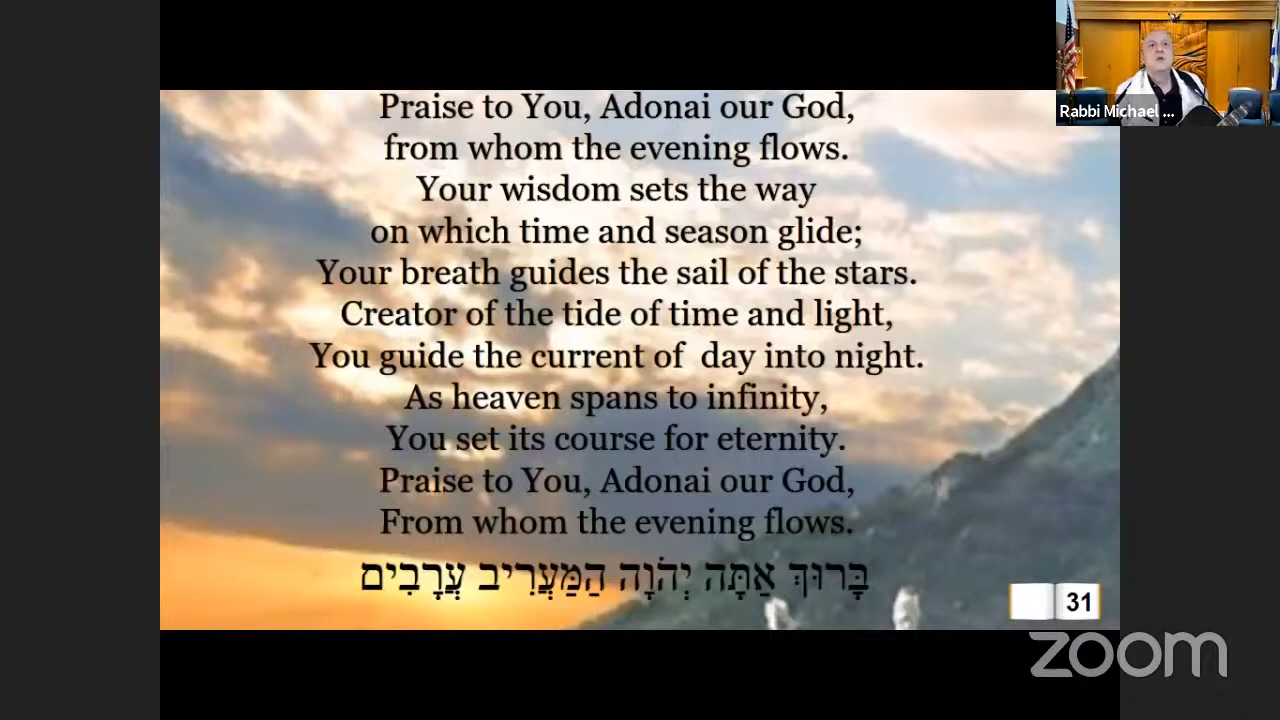 Praise to You, Adonai our God,
from whom the evening flows.
Your wisdom sets the way
on which time and season glide;
Your breath guides the sail of the stars.
Creator of the tide of time and light,
You guide the current of  day into night.
As heaven spans to infinity,
You set its course for eternity.
Praise to You, Adonai our God,
From whom the evening flows.
בָּרוּךְ אַתָּה יְהֹוָה הַמַּעֲרִיב עֲרָבִים
31
Rabbi Michael ...
zoom